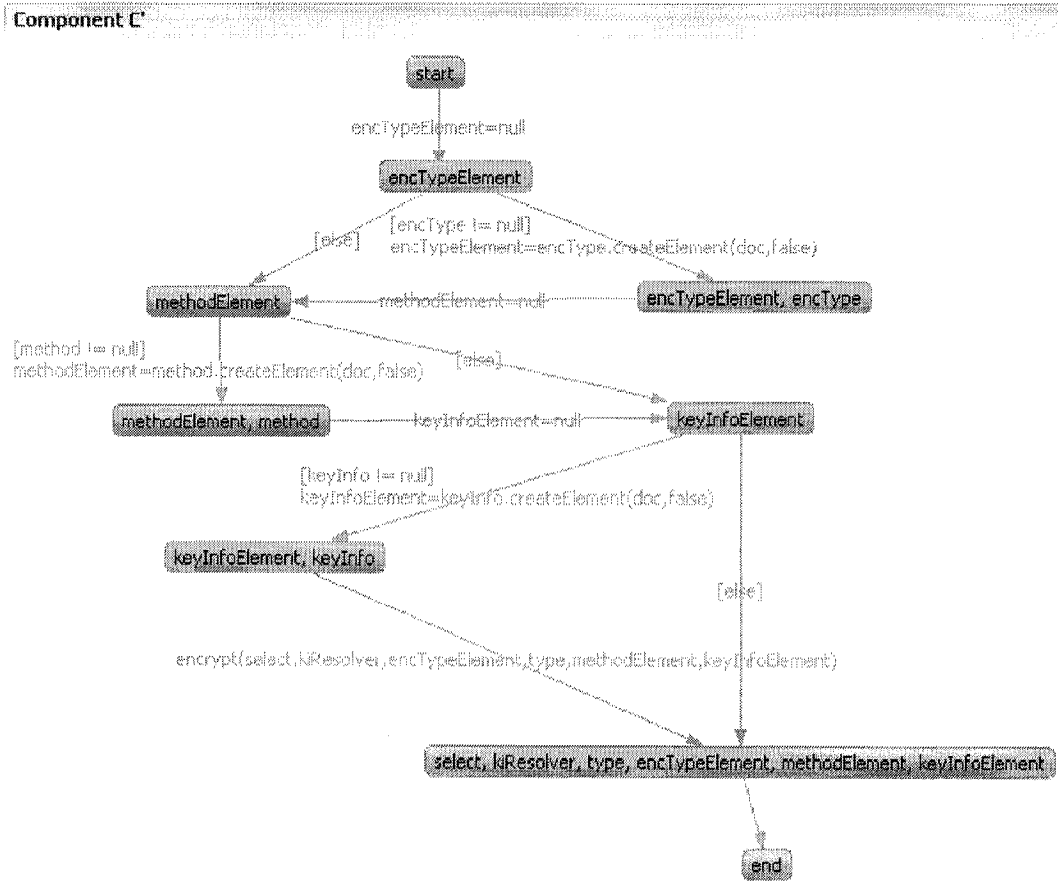 Component C'
start
encTypeElement=null
encTypeElement
[encType != null]
[else]
encTypeElement=encType.createElement(doc,false)
methodElement
methodElement=null
encTypeElement, encType
[method != null]
[else]
methodElement=method.createElement(doc,false)
methodElement, method
keyInfoElement=null
keyInfoElement
[keyInfo != null]
keyInfoElement=keyInfo.createElement(doc,false)
keyInfoElement, keyInfo
[else]
encrypt(select,kiResolver,encTypeElement,type,methodElement,keyInfoElement)
select, kiResolver, type, encTypeElement, methodElement, keyInfoElement
end